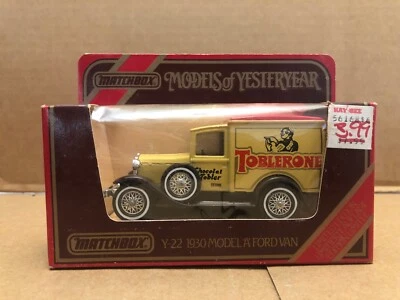 MATCHBOX
MODELS of YESTERYEAR
KAY-BEE
3.99
TOBLERONE
Chocolat
Tobler
MATCHBOX
Y-22 1930 MODEL 'A' FORD VAN